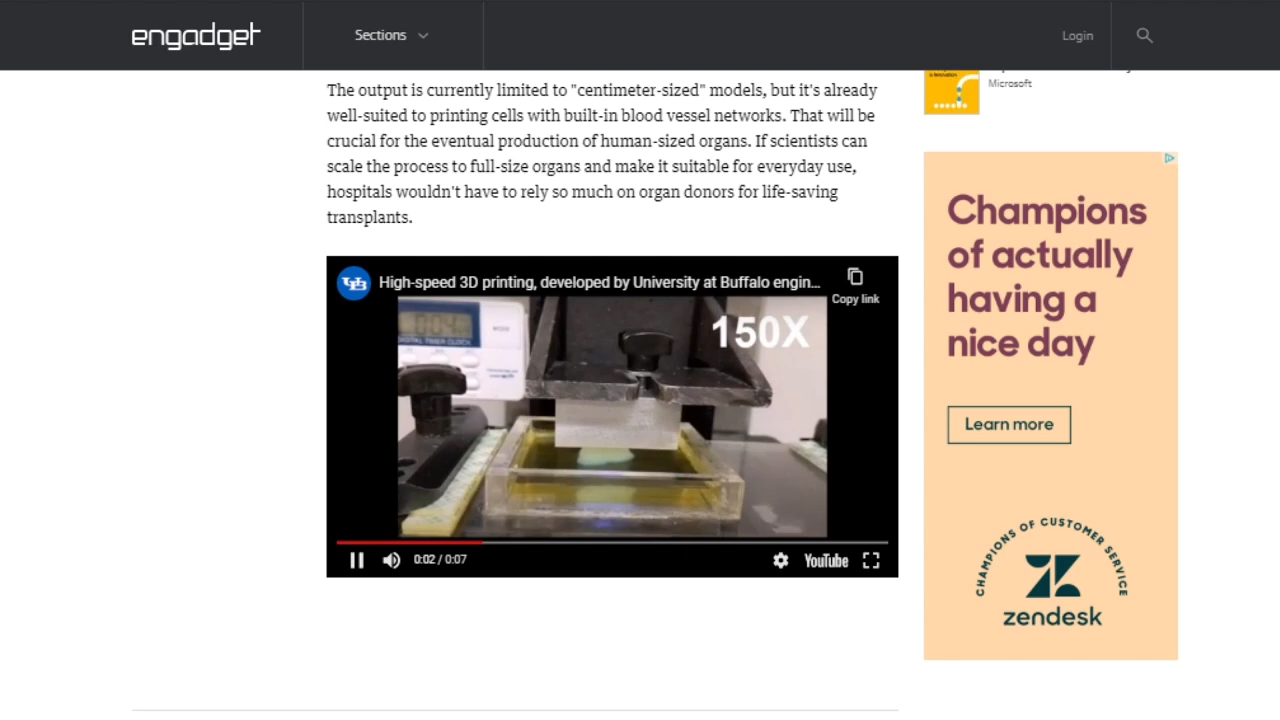 engadget
Sections
Login
Microsoft
The output is currently limited to "centimeter-sized" models, but it's already
well-suited to printing cells with built-in blood vessel networks. That will be
crucial for the eventual production of human-sized organs. If scientists can
scale the process to full-size organs and make it suitable for everyday use,
hospitals wouldn't have to rely so much on organ donors for life-saving
transplants.
UB
High-speed 3D printing, developed by University at Buffalo engin...
Copy link
0:04
DIGITAL TIMER CLOCK
150X
0:02 / 0:07
YouTube
Champions
of actually
having a
nice day
Learn more
CHAMPIONS OF CUSTOMER SERVICE
zendesk